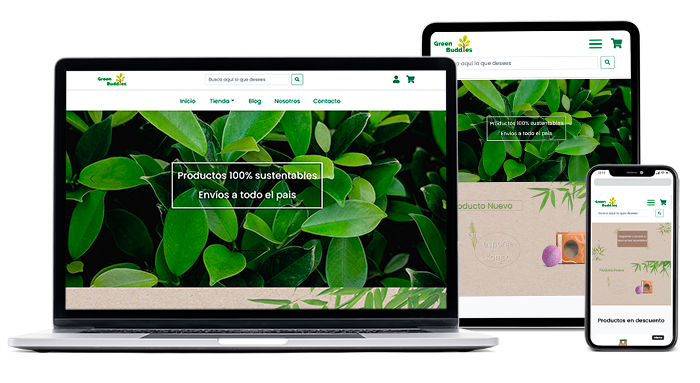 Green
Buddies
Busca aquí lo que desees
Inicio
Tienda
Blog
Nosotros
Contacto
Productos 100% sustentables
Envíos a todo el país
Green
Buddies
aquí lo que desees
Productos 100% sustentables
Envíos a todo el país
Producto Nuevo
Green
Buddies
Busca aquí lo que desees
Producto Nuevo
Productos en descuento